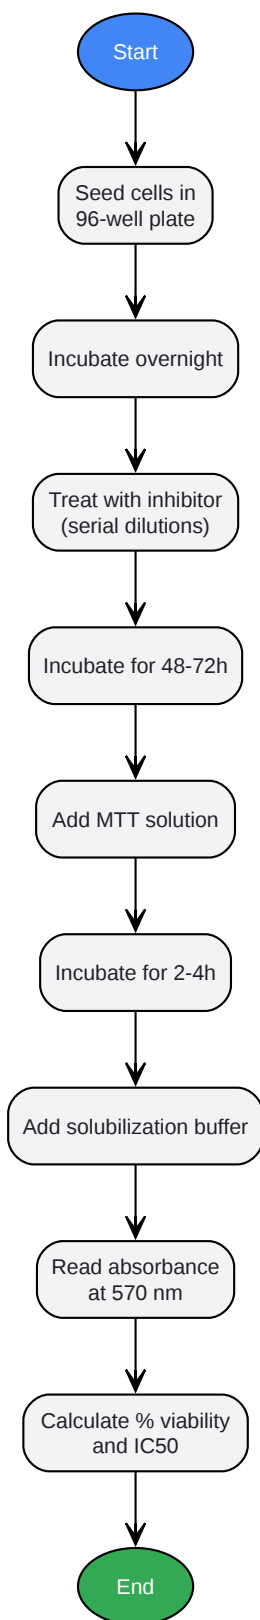 Start
Seed cells in
96-well plate
Incubate overnight
Treat with inhibitor
(serial dilutions)
Incubate for 48-72h
Add MTT solution
Incubate for 2-4h
Add solubilization buffer
Read absorbance
at 570 nm
Calculate % viability
and IC50
End